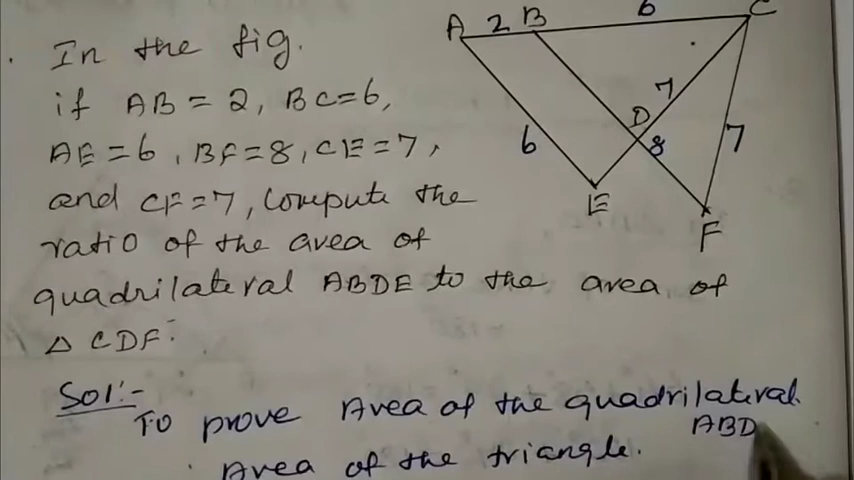 In the fig.
if AB = 2, BC = 6,
AE = 6, BF = 8, CE = 7,
and CF = 7, Compute the
ratio of the area of
quadrilateral ABDE to the area of
Δ CDF:
Sol:-
To prove Area of the quadrilateral
ABD
Area of the triangle.
A 2 B 6 C
7
D
6 8 7
E
F